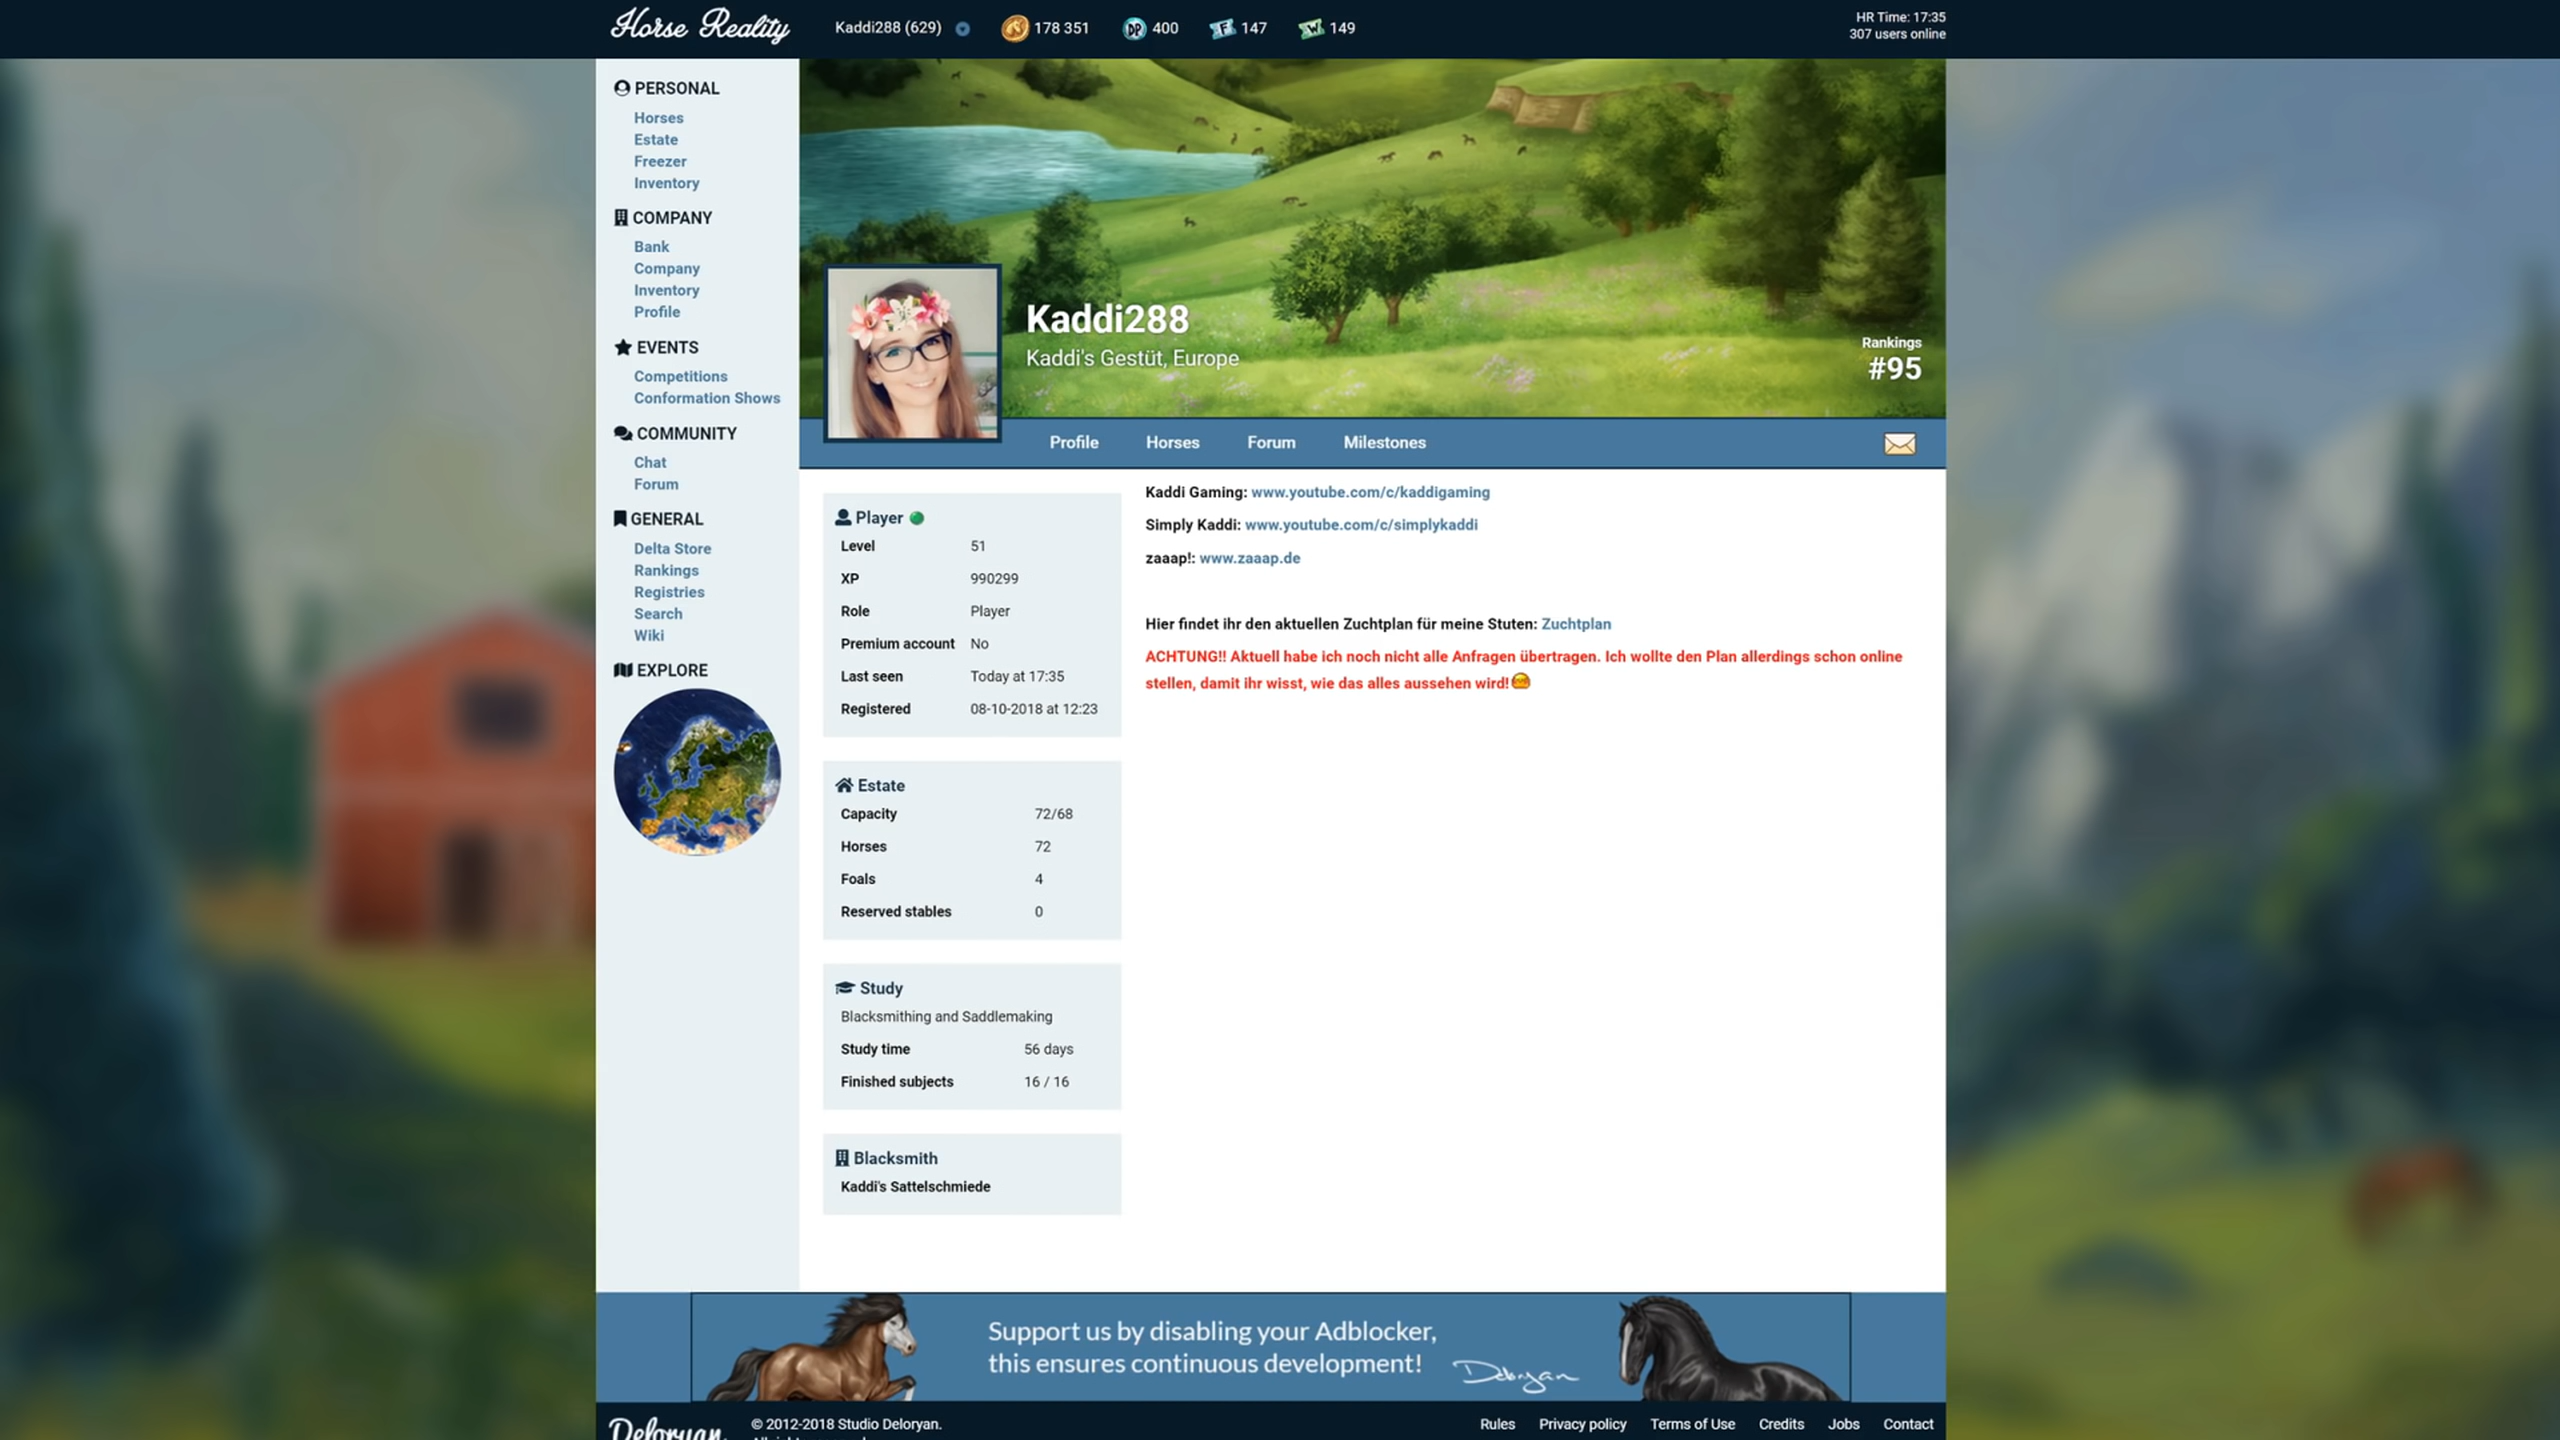 Horse Reality
Kaddi288 (629)
178 351
DP 400
F 147
W 149
HR Time: 17:35
307 users online
PERSONAL
Horses
Estate
Freezer
Inventory
COMPANY
Bank
Company
Inventory
Profile
EVENTS
Competitions
Conformation Shows
COMMUNITY
Chat
Forum
GENERAL
Delta Store
Rankings
Registries
Search
Wiki
EXPLORE
Kaddi288
Kaddi's Gestüt, Europe
Rankings
#95
Profile Horses Forum Milestones
Player
Level 51
XP 990299
Role Player
Premium account No
Last seen Today at 17:35
Registered 08-10-2018 at 12:23
Estate
Capacity 72/68
Horses 72
Foals 4
Reserved stables 0
Study
Blacksmithing and Saddlemaking
Study time 56 days
Finished subjects 16 / 16
Blacksmith
Kaddi's Sattelschmiede
Kaddi Gaming: www.youtube.com/c/kaddigaming
Simply Kaddi: www.youtube.com/c/simplykaddi
zaaap!: www.zaaap.de
Hier findet ihr den aktuellen Zuchtplan für meine Stuten: Zuchtplan
ACHTUNG!! Aktuell habe ich noch nicht alle Anfragen übertragen. Ich wollte den Plan allerdings schon online
stellen, damit ihr wisst, wie das alles aussehen wird!
Support us by disabling your Adblocker,
this ensures continuous development!
Deloryan
Deloryan
© 2012-2018 Studio Deloryan.
Rules Privacy policy Terms of Use Credits Jobs Contact